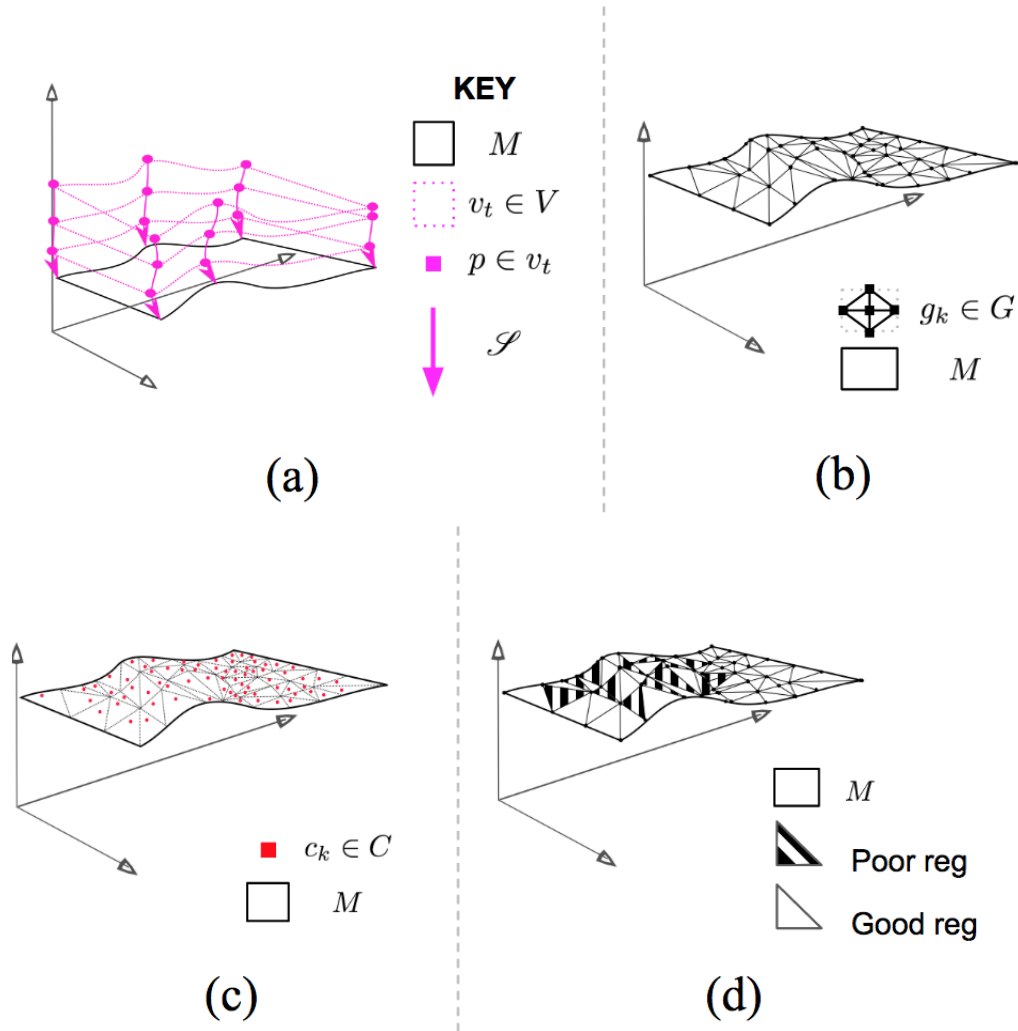 KEY
M
v_t ∈ V
p ∈ v_t
𝒮
(a)
g_k ∈ G
M
(b)
c_k ∈ C
M
(c)
M
Poor reg
Good reg
(d)